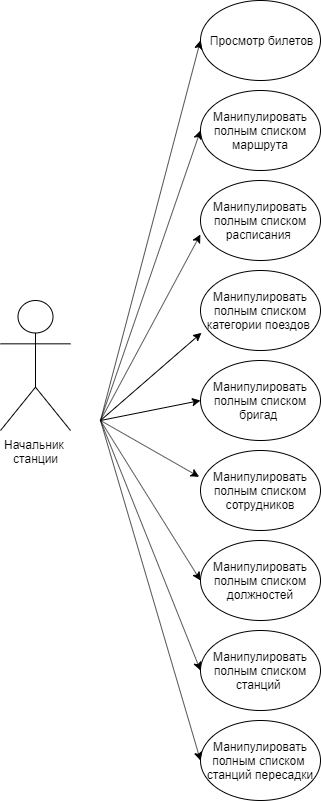 Просмотр билетов
Манипулировать
полным списком
маршрута
Манипулировать
полным списком
расписания
Манипулировать
полным списком
категории поездов
Манипулировать
полным списком
бригад
Начальник
станции
Манипулировать
полным списком
сотрудников
Манипулировать
полным списком
должностей
Манипулировать
полным списком
станций
Манипулировать
полным списком
станций пересадки